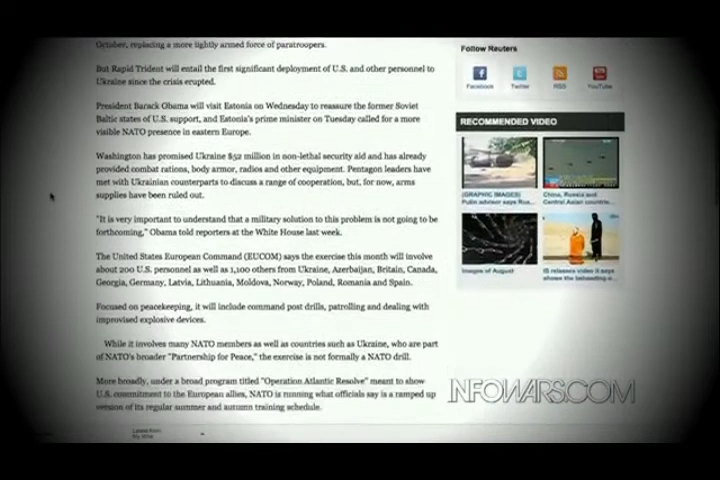 October, replacing a more lightly armed force of paratroopers.
But Rapid Trident will entail the first significant deployment of U.S. and other personnel to
Ukraine since the crisis erupted.
President Barack Obama will visit Estonia on Wednesday to reassure the former Soviet
Baltic states of U.S. support, and Estonia's prime minister on Tuesday called for a more
visible NATO presence in eastern Europe.
Washington has promised Ukraine $52 million in non-lethal security aid and has already
provided combat rations, body armor, radios and other equipment. Pentagon leaders have
met with Ukrainian counterparts to discuss a range of cooperation, but, for now, arms
supplies have been ruled out.
"It is very important to understand that a military solution to this problem is not going to be
forthcoming," Obama told reporters at the White House last week.
The United States European Command (EUCOM) says the exercise this month will involve
about 200 U.S. personnel as well as 1,100 others from Ukraine, Azerbaijan, Britain, Canada,
Georgia, Germany, Latvia, Lithuania, Moldova, Norway, Poland, Romania and Spain.
Focused on peacekeeping, it will include command post drills, patrolling and dealing with
improvised explosive devices.
While it involves many NATO members as well as countries such as Ukraine, who are part
of NATO's broader "Partnership for Peace," the exercise is not formally a NATO drill.
More broadly, under a broad program titled "Operation Atlantic Resolve" meant to show
U.S. commitment to the European allies, NATO is running what officials say is a ramped up
version of its regular summer and autumn training schedule.
Follow Reuters
Facebook
Twitter
RSS
YouTube
RECOMMENDED VIDEO
(GRAPHIC IMAGES)
Putin advisor says Rus...
China, Russia and
Central Asian countrie...
Images of August
IS releases video it says
shows the beheading o...
INFOWARS.COM
Latest from
My Wire